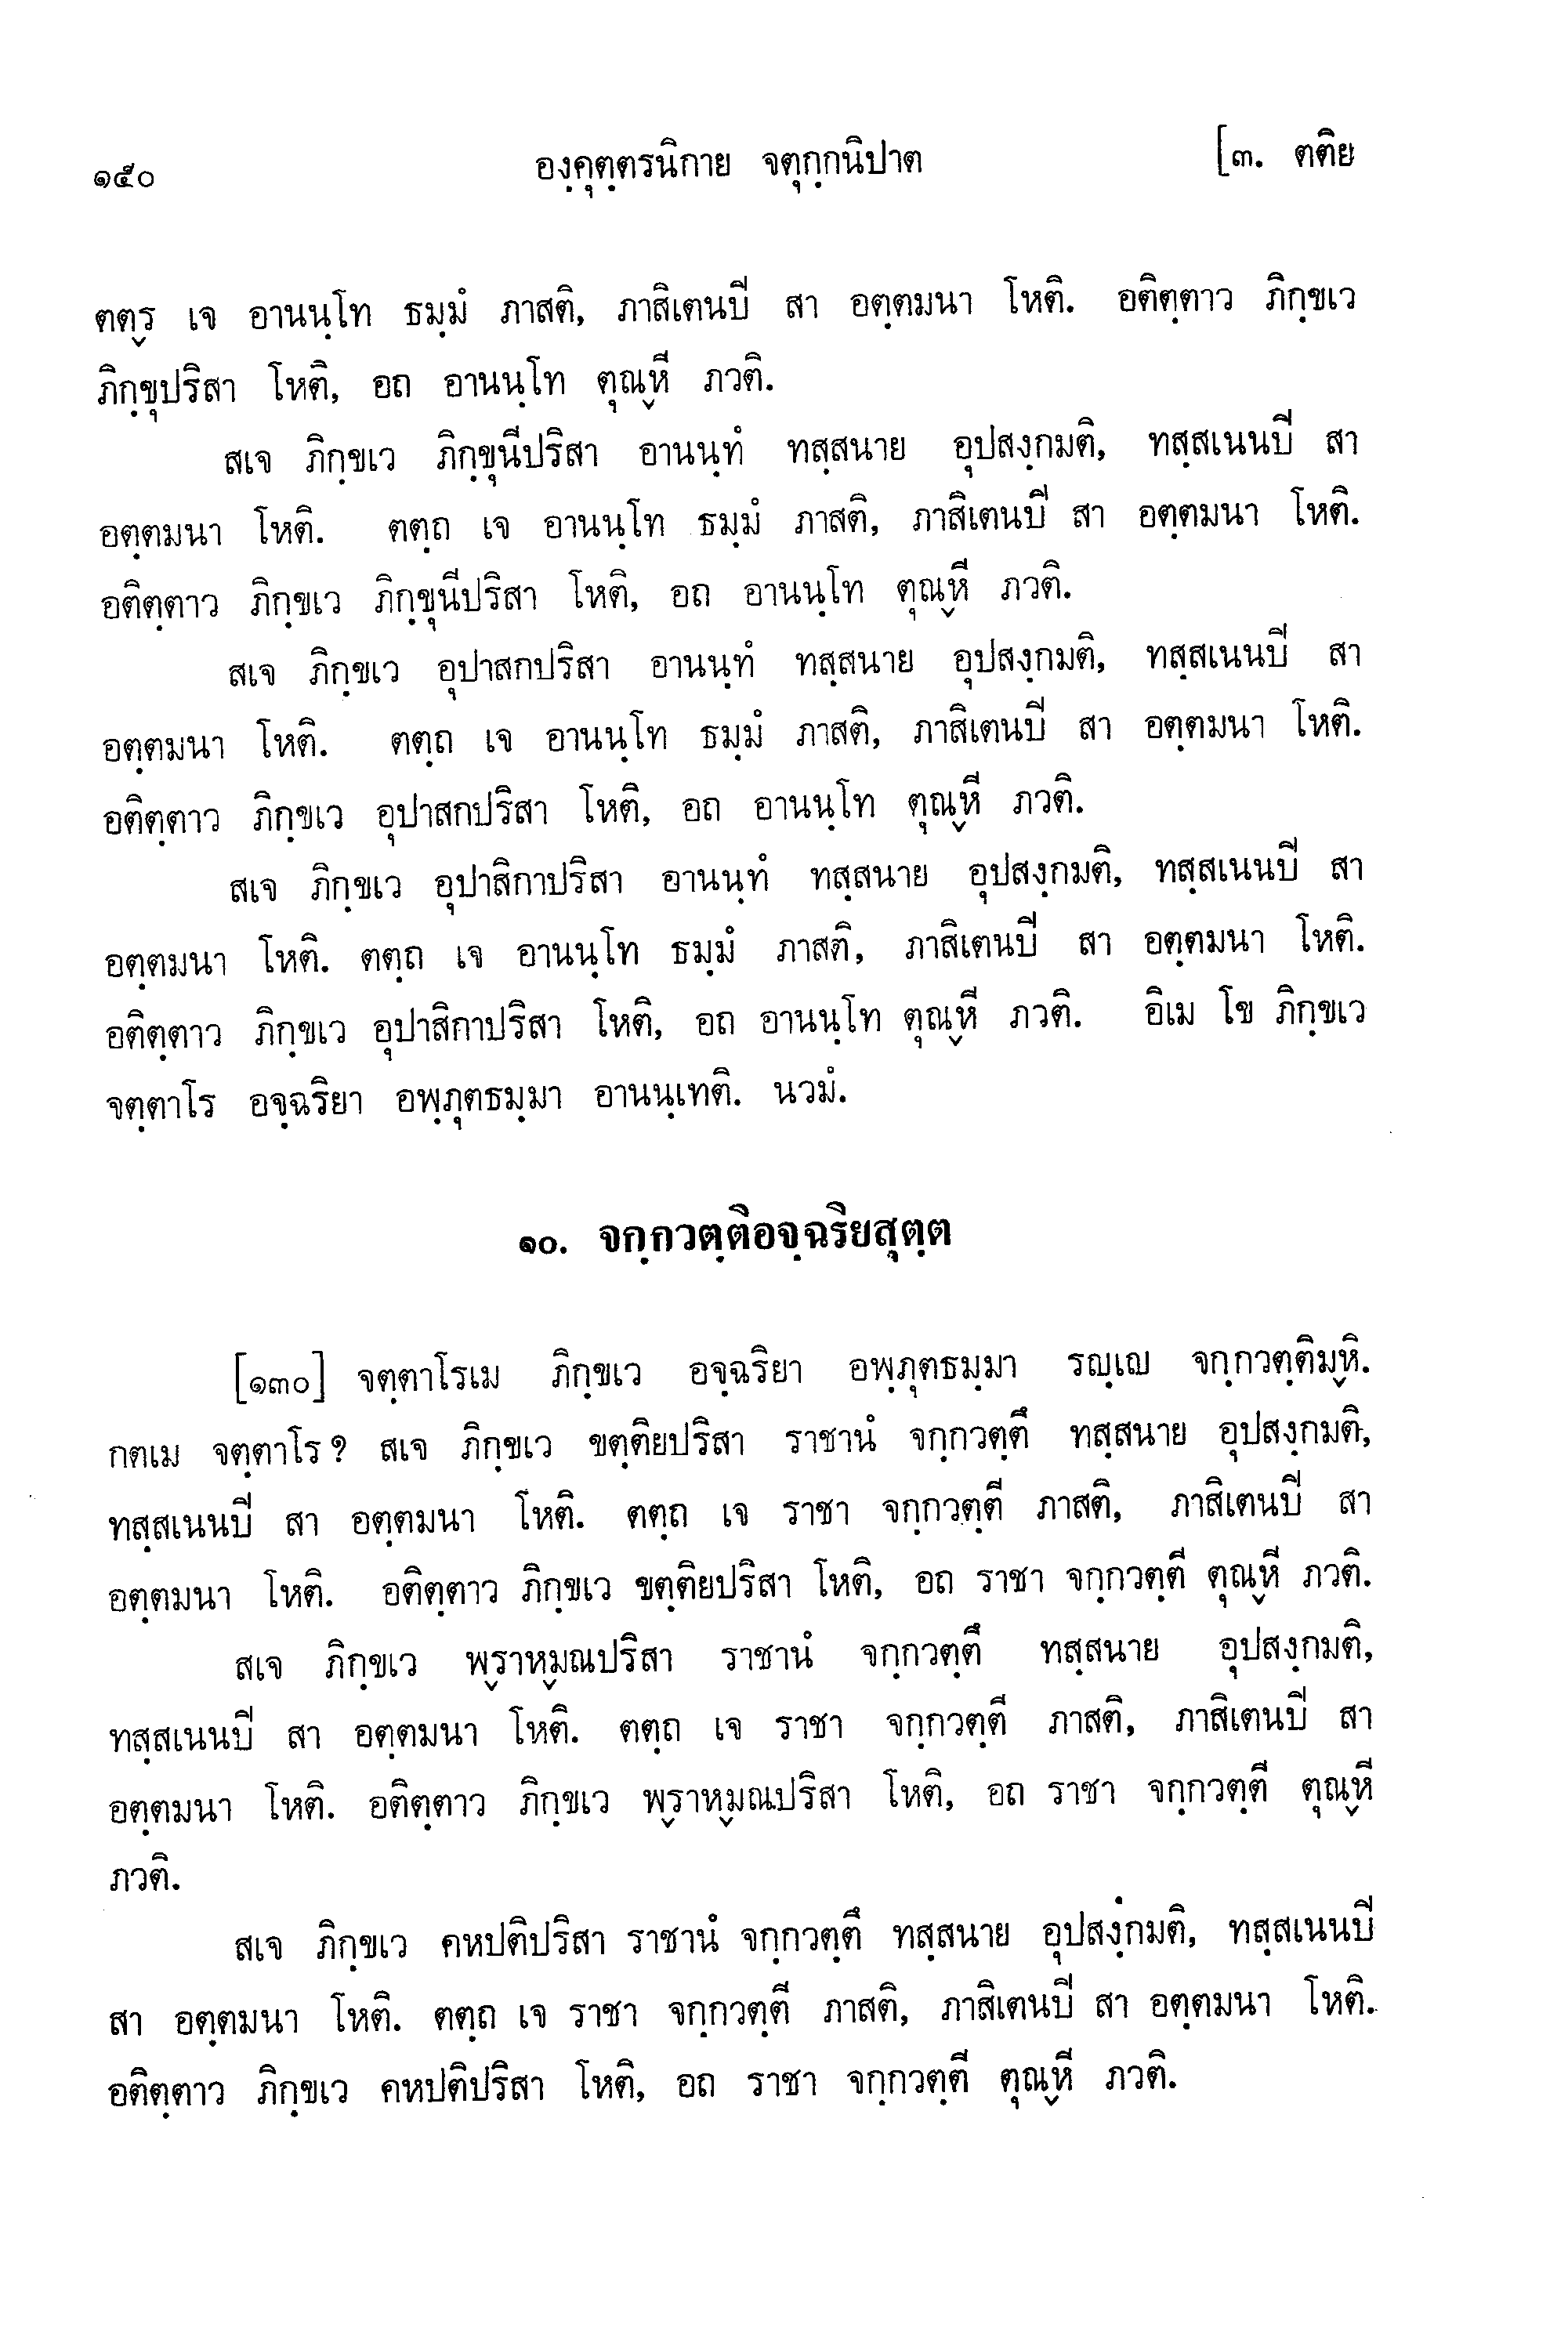 ๑๕๐ องฺคุตฺตรนิกาย จตุกฺกนิปาต [๓. ตติย
ตตฺร เจ อานนฺโท ธมฺมํ ภาสติ, ภาสิเตนปิ สา อตฺตมนา โหติ. อติตฺตาว ภิกฺขเว
ภิกฺขุปริสา โหติ, อถ อานนฺโท ตุณฺหี ภวติ.
สเจ ภิกฺขเว ภิกฺขุนีปริสา อานนฺทํ ทสฺสนาย อุปสงฺกมติ, ทสฺสเนนปิ สา
อตฺตมนา โหติ. ตตฺถ เจ อานนฺโท ธมฺมํ ภาสติ, ภาสิเตนปิ สา อตฺตมนา โหติ.
อติตฺตาว ภิกฺขเว ภิกฺขุนีปริสา โหติ, อถ อานนฺโท ตุณฺหี ภวติ.
สเจ ภิกฺขเว อุปาสกปริสา อานนฺทํ ทสฺสนาย อุปสงฺกมติ, ทสฺสเนนปิ สา
อตฺตมนา โหติ. ตตฺถ เจ อานนฺโท ธมฺมํ ภาสติ, ภาสิเตนปิ สา อตฺตมนา โหติ.
อติตฺตาว ภิกฺขเว อุปาสกปริสา โหติ, อถ อานนฺโท ตุณฺหี ภวติ.
สเจ ภิกฺขเว อุปาสิกาปริสา อานนฺทํ ทสฺสนาย อุปสงฺกมติ, ทสฺสเนนปิ สา
อตฺตมนา โหติ. ตตฺถ เจ อานนฺโท ธมฺมํ ภาสติ, ภาสิเตนปิ สา อตฺตมนา โหติ.
อติตฺตาว ภิกฺขเว อุปาสิกาปริสา โหติ, อถ อานนฺโท ตุณฺหี ภวติ. อิเม โข ภิกฺขเว
จตฺตาโร อจฺฉริยา อพฺภุตธมฺมา อานนฺเทติ. นวมํ.
๑๐. จกฺกวตฺติอจฺฉริยสุตฺต
[๑๓๐] จตฺตาโรเม ภิกฺขเว อจฺฉริยา อพฺภุตธมฺมา รญฺเญ จกฺกวตฺติมฺหิ.
กตเม จตฺตาโร? สเจ ภิกฺขเว ขตฺติยปริสา ราชานํ จกฺกวตฺตึ ทสฺสนาย อุปสงฺกมติ,
ทสฺสเนนปิ สา อตฺตมนา โหติ. ตตฺถ เจ ราชา จกฺกวตฺตี ภาสติ, ภาสิเตนปิ สา
อตฺตมนา โหติ. อติตฺตาว ภิกฺขเว ขตฺติยปริสา โหติ, อถ ราชา จกฺกวตฺตี ตุณฺหี ภวติ.
สเจ ภิกฺขเว พฺราหฺมณปริสา ราชานํ จกฺกวตฺตึ ทสฺสนาย อุปสงฺกมติ,
ทสฺสเนนปิ สา อตฺตมนา โหติ. ตตฺถ เจ ราชา จกฺกวตฺตี ภาสติ, ภาสิเตนปิ สา
อตฺตมนา โหติ. อติตฺตาว ภิกฺขเว พฺราหฺมณปริสา โหติ, อถ ราชา จกฺกวตฺตี ตุณฺหี
ภวติ.
สเจ ภิกฺขเว คหปติปริสา ราชานํ จกฺกวตฺตึ ทสฺสนาย อุปสงฺกมติ, ทสฺสเนนปิ
สา อตฺตมนา โหติ. ตตฺถ เจ ราชา จกฺกวตฺตี ภาสติ, ภาสิเตนปิ สา อตฺตมนา โหติ.
อติตฺตาว ภิกฺขเว คหปติปริสา โหติ, อถ ราชา จกฺกวตฺตี ตุณฺหี ภวติ.